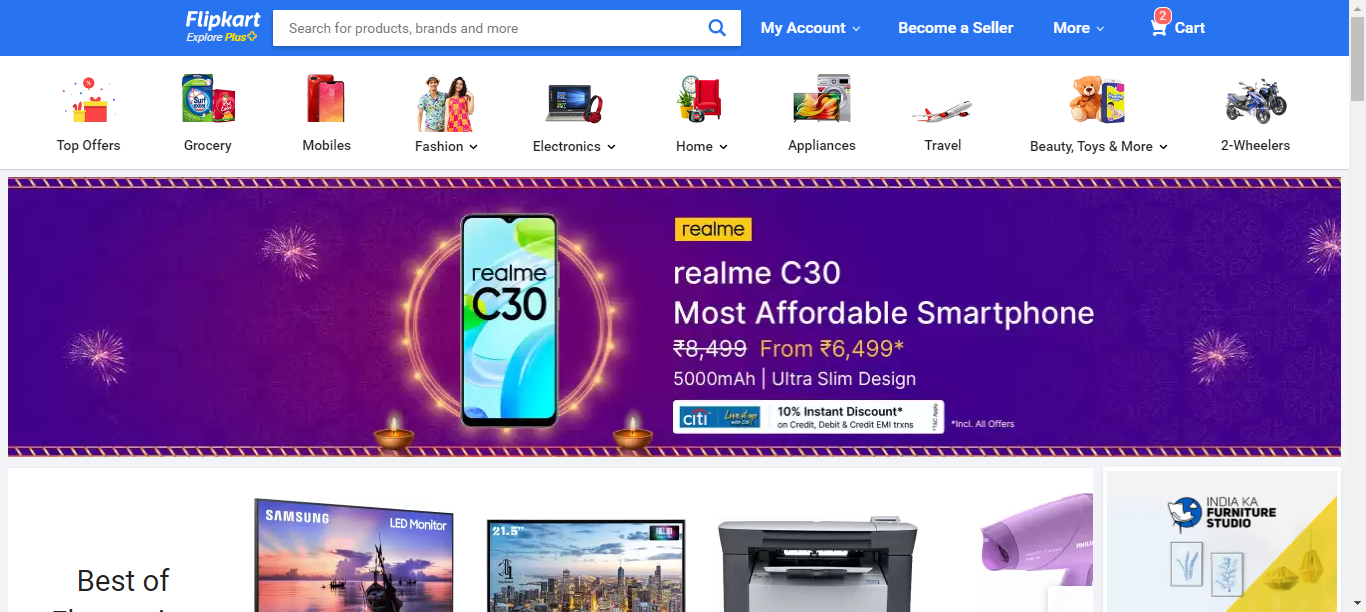 Flipkart
Explore Plus
Search for products, brands and more
My Account
Become a Seller
More
2
Cart
Top Offers
Grocery
Mobiles
Fashion
Electronics
Home
Appliances
Travel
Beauty, Toys & More
2-Wheelers
realme
realme C30
Most Affordable Smartphone
₹8,499 From ₹6,499*
5000mAh | Ultra Slim Design
citi
10% Instant Discount*
on Credit, Debit & Credit EMI trxns
*T&C Apply
*Incl. All Offers
realme
C30
Best of
SAMSUNG
LED Monitor
21.5"
INDIA KA
FURNITURE
STUDIO